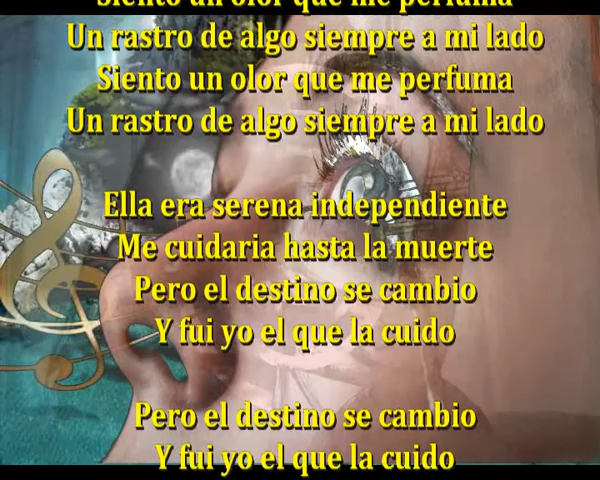 Siento un olor que me perfuma
Un rastro de algo siempre a mi lado
Siento un olor que me perfuma
Un rastro de algo siempre a mi lado
Ella era serena independiente
Me cuidaria hasta la muerte
Pero el destino se cambio
Y fui yo el que la cuido
Pero el destino se cambio
Y fui yo el que la cuido